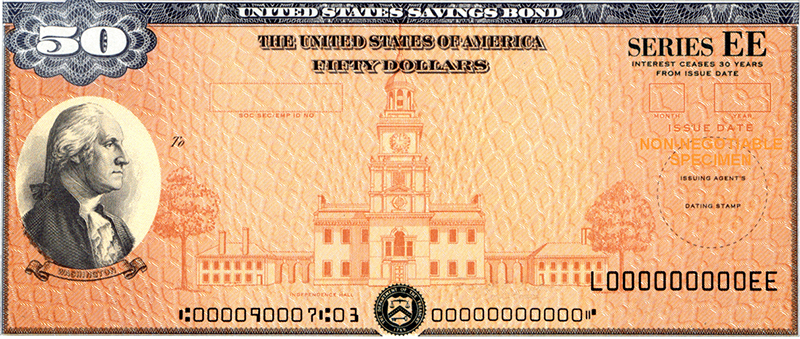 UNITED STATES SAVINGS BOND
50
THE UNITED STATES OF AMERICA
FIFTY DOLLARS
SERIES EE
INTEREST CEASES 30 YEARS
FROM ISSUE DATE
SOC SEC/EMP ID NO
MONTH YEAR
ISSUE DATE
NON-NEGOTIABLE
SPECIMEN
To
ISSUING AGENT'S
DATING STAMP
WASHINGTON
INDEPENDENCE HALL
L000000000EE
⑆000090007⑆03 00000000000⑈